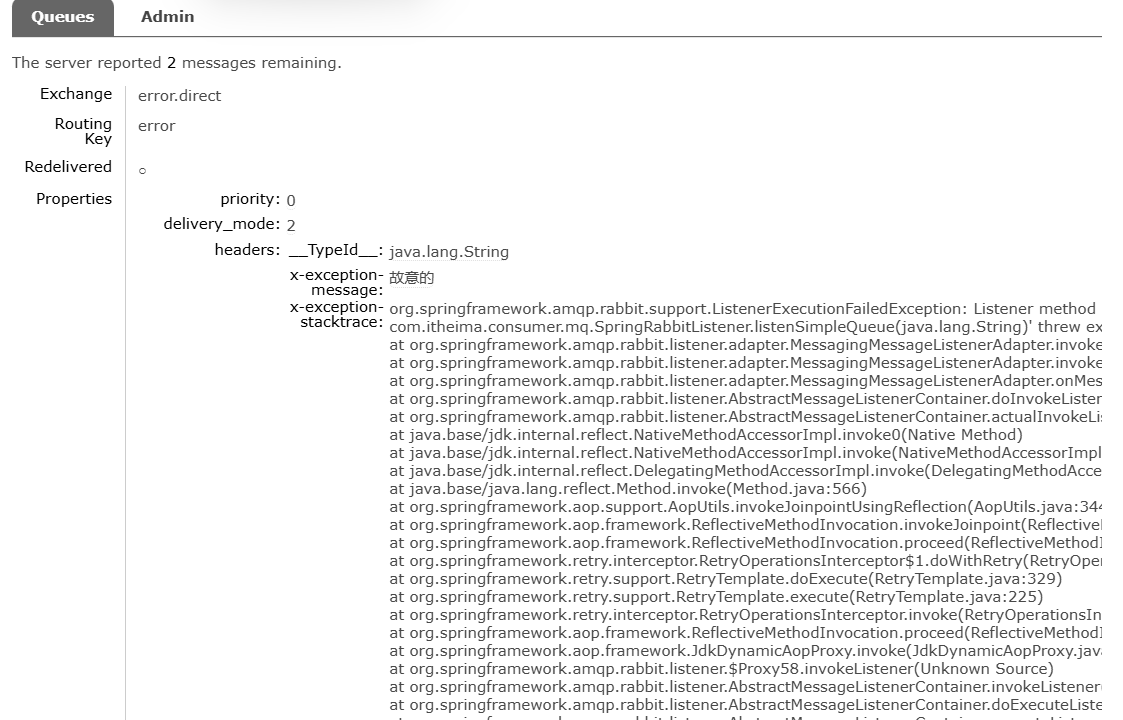 Queues Admin
The server reported 2 messages remaining.
Exchange error.direct
Routing Key error
Redelivered ○
Properties priority: 0
delivery_mode: 2
headers: __TypeId__: java.lang.String
x-exception-message: 故意的
x-exception-stacktrace: org.springframework.amqp.rabbit.support.ListenerExecutionFailedException: Listener method
com.itheima.consumer.mq.SpringRabbitListener.listenSimpleQueue(java.lang.String)' threw ex
at org.springframework.amqp.rabbit.listener.adapter.MessagingMessageListenerAdapter.invoke
at org.springframework.amqp.rabbit.listener.adapter.MessagingMessageListenerAdapter.invoke
at org.springframework.amqp.rabbit.listener.adapter.MessagingMessageListenerAdapter.onMes
at org.springframework.amqp.rabbit.listener.AbstractMessageListenerContainer.doInvokeListen
at org.springframework.amqp.rabbit.listener.AbstractMessageListenerContainer.actualInvokeLi
at java.base/jdk.internal.reflect.NativeMethodAccessorImpl.invoke0(Native Method)
at java.base/jdk.internal.reflect.NativeMethodAccessorImpl.invoke(NativeMethodAccessorImpl
at java.base/jdk.internal.reflect.DelegatingMethodAccessorImpl.invoke(DelegatingMethodAcce
at java.base/java.lang.reflect.Method.invoke(Method.java:566)
at org.springframework.aop.support.AopUtils.invokeJoinpointUsingReflection(AopUtils.java:344
at org.springframework.aop.framework.ReflectiveMethodInvocation.invokeJoinpoint(Reflective
at org.springframework.aop.framework.ReflectiveMethodInvocation.proceed(ReflectiveMethodI
at org.springframework.retry.interceptor.RetryOperationsInterceptor$1.doWithRetry(RetryOper
at org.springframework.retry.support.RetryTemplate.doExecute(RetryTemplate.java:329)
at org.springframework.retry.support.RetryTemplate.execute(RetryTemplate.java:225)
at org.springframework.retry.interceptor.RetryOperationsInterceptor.invoke(RetryOperationsIn
at org.springframework.aop.framework.ReflectiveMethodInvocation.proceed(ReflectiveMethodI
at org.springframework.aop.framework.JdkDynamicAopProxy.invoke(JdkDynamicAopProxy.jav
at org.springframework.amqp.rabbit.listener.$Proxy58.invokeListener(Unknown Source)
at org.springframework.amqp.rabbit.listener.AbstractMessageListenerContainer.invokeListener
at org.springframework.amqp.rabbit.listener.AbstractMessageListenerContainer.doExecuteListe